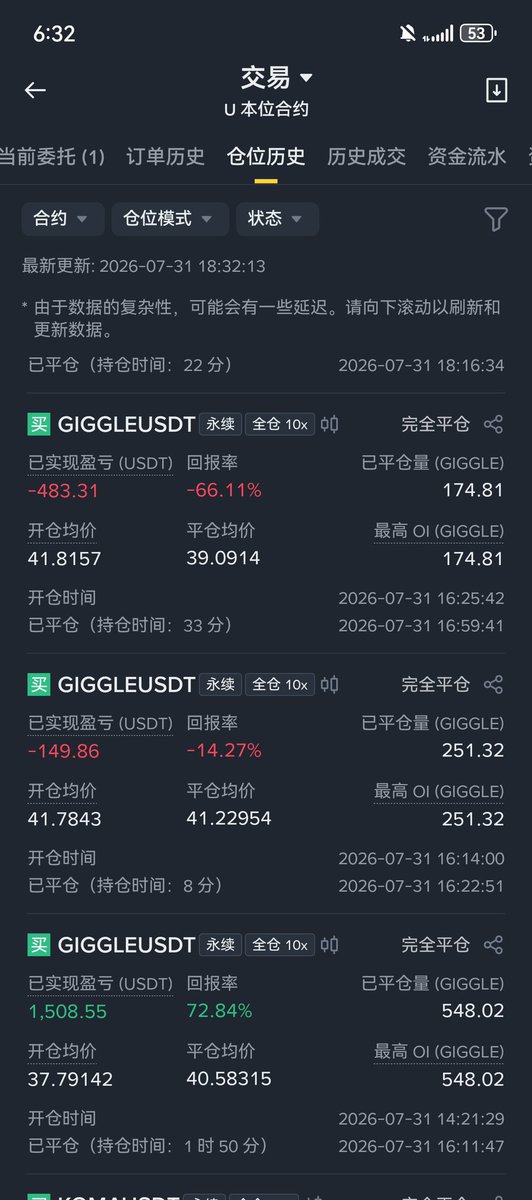 6:32
53
交易
U 本位合约
当前委托 (1) 订单历史 仓位历史 历史成交 资金流水
合约 仓位模式 状态
最新更新: 2026-07-31 18:32:13
* 由于数据的复杂性，可能会有一些延迟。请向下滚动以刷新和
更新数据。
已平仓（持仓时间：22 分） 2026-07-31 18:16:34
买 GIGGLEUSDT 永续 全仓 10x 完全平仓
已实现盈亏 (USDT) 回报率 已平仓量 (GIGGLE)
-483.31 -66.11% 174.81
开仓均价 平仓均价 最高 OI (GIGGLE)
41.8157 39.0914 174.81
开仓时间 2026-07-31 16:25:42
已平仓（持仓时间：33 分） 2026-07-31 16:59:41
买 GIGGLEUSDT 永续 全仓 10x 完全平仓
已实现盈亏 (USDT) 回报率 已平仓量 (GIGGLE)
-149.86 -14.27% 251.32
开仓均价 平仓均价 最高 OI (GIGGLE)
41.7843 41.22954 251.32
开仓时间 2026-07-31 16:14:00
已平仓（持仓时间：8 分） 2026-07-31 16:22:51
买 GIGGLEUSDT 永续 全仓 10x 完全平仓
已实现盈亏 (USDT) 回报率 已平仓量 (GIGGLE)
1,508.55 72.84% 548.02
开仓均价 平仓均价 最高 OI (GIGGLE)
37.79142 40.58315 548.02
开仓时间 2026-07-31 14:21:29
已平仓（持仓时间：1 时 50 分） 2026-07-31 16:11:47